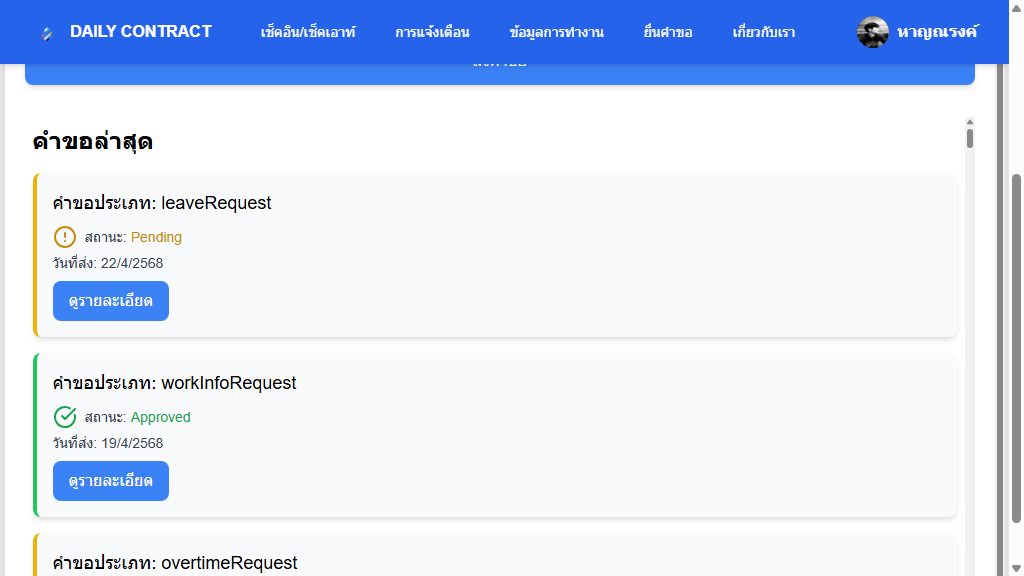 DAILY CONTRACT
เช็คอิน/เช็คเอาท์
การแจ้งเตือน
ข้อมูลการทำงาน
ยื่นคำขอ
เกี่ยวกับเรา
หาญณรงค์
คำขอล่าสุด
คำขอประเภท: leaveRequest
สถานะ: Pending
วันที่ส่ง: 22/4/2568
ดูรายละเอียด
คำขอประเภท: workInfoRequest
สถานะ: Approved
วันที่ส่ง: 19/4/2568
ดูรายละเอียด
คำขอประเภท: overtimeRequest